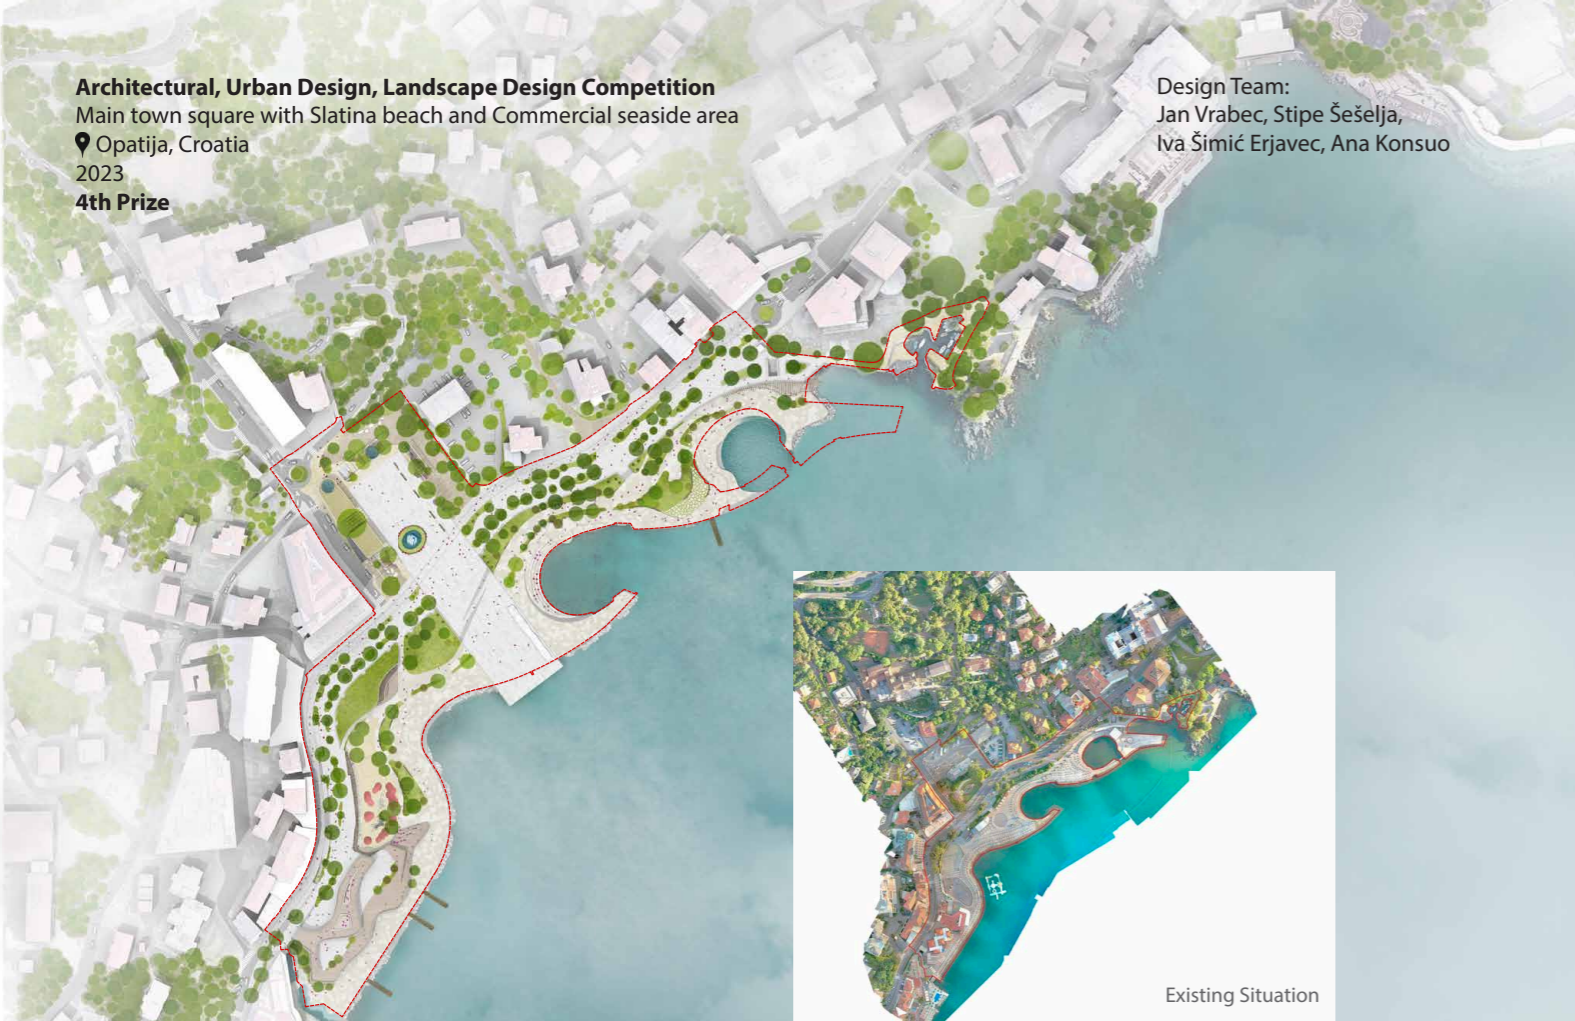 Architectural, Urban Design, Landscape Design Competition
Main town square with Slatina beach and Commercial seaside area
Opatija, Croatia
2023
4th Prize
Design Team:
Jan Vrabec, Stipe Šešelja,
Iva Šimić Erjavec, Ana Konsuo
Existing Situation